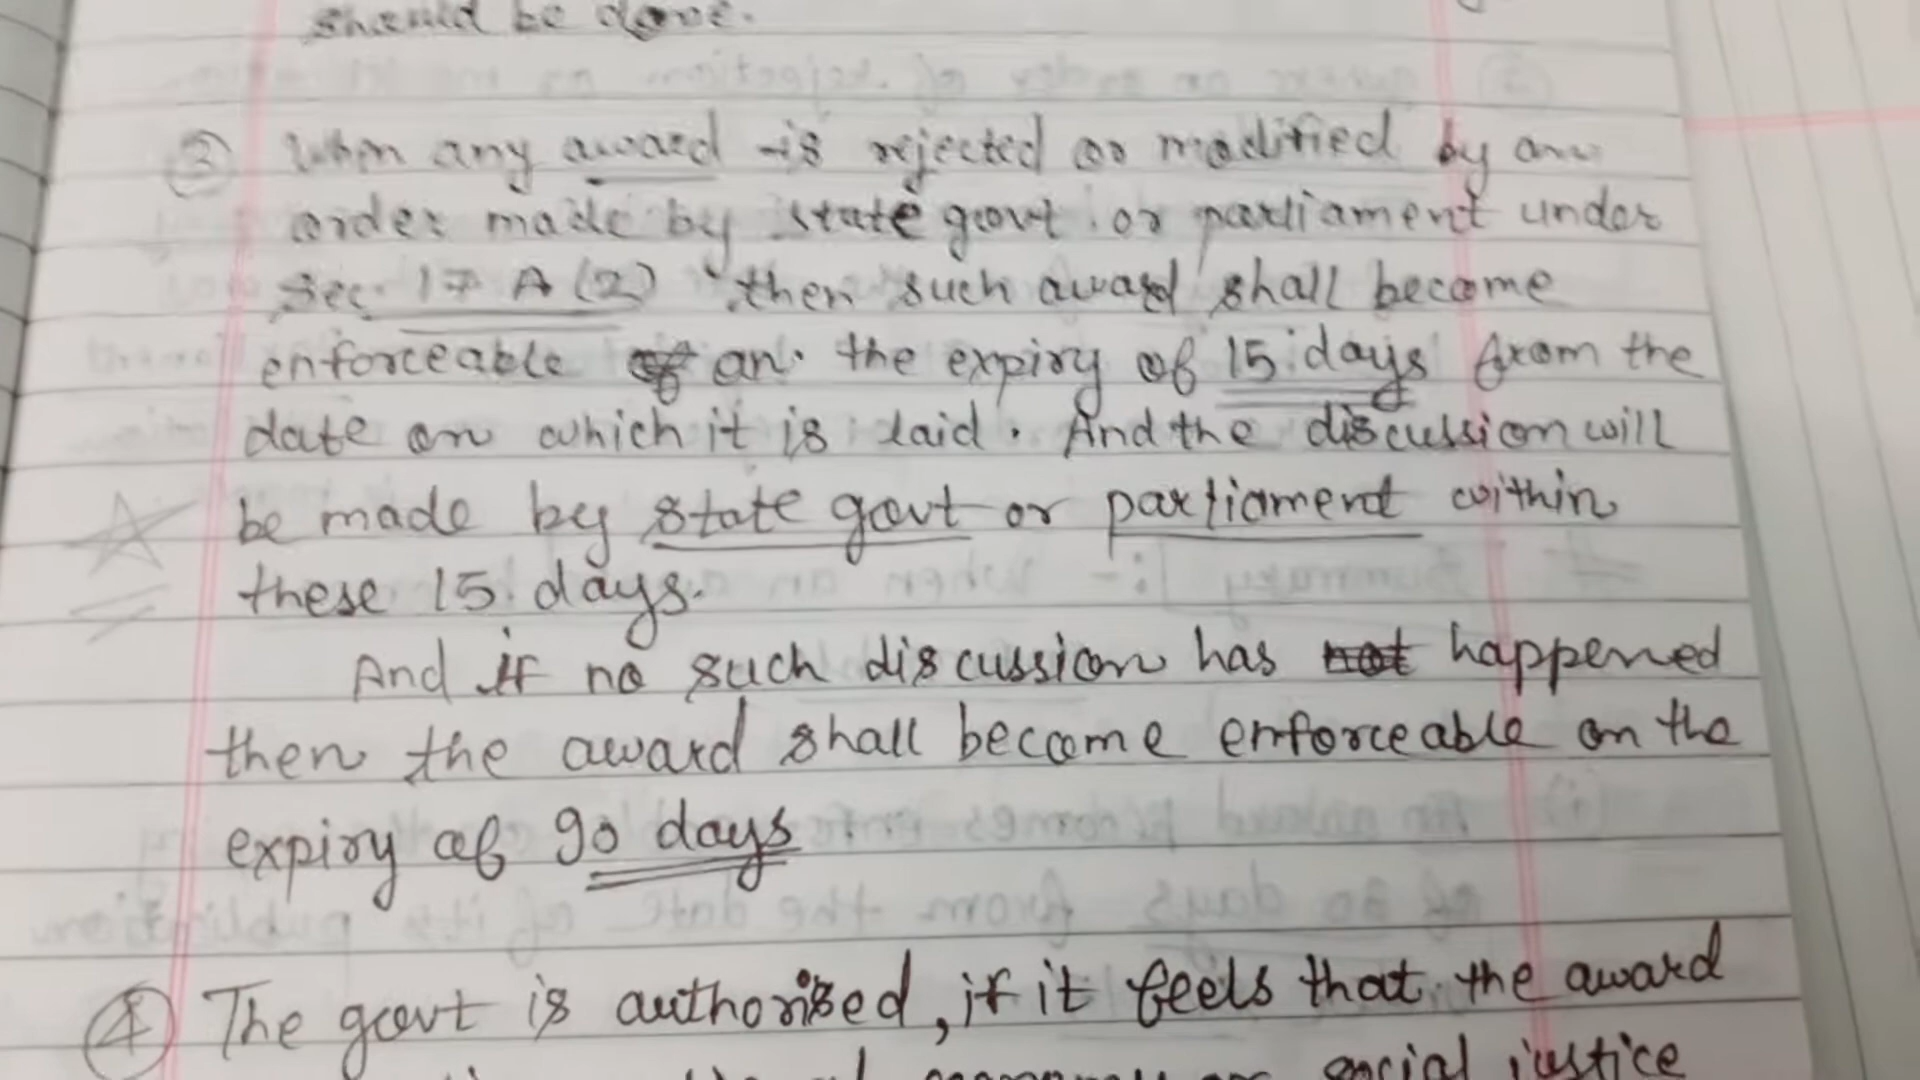 should be done.
③ When any award is rejected or modified by an
order made by state govt. or parliament under
Sec. 17 A (2) then such award shall become
enforceable of on the expiry of 15 days from the
date on which it is laid. And the discussion will
be made by state govt or parliament within
these 15 days.
And if no such discussion has not happened
then the award shall become enforceable on the
expiry of 90 days
④ The govt is authorised, if it feels that the award
social justice